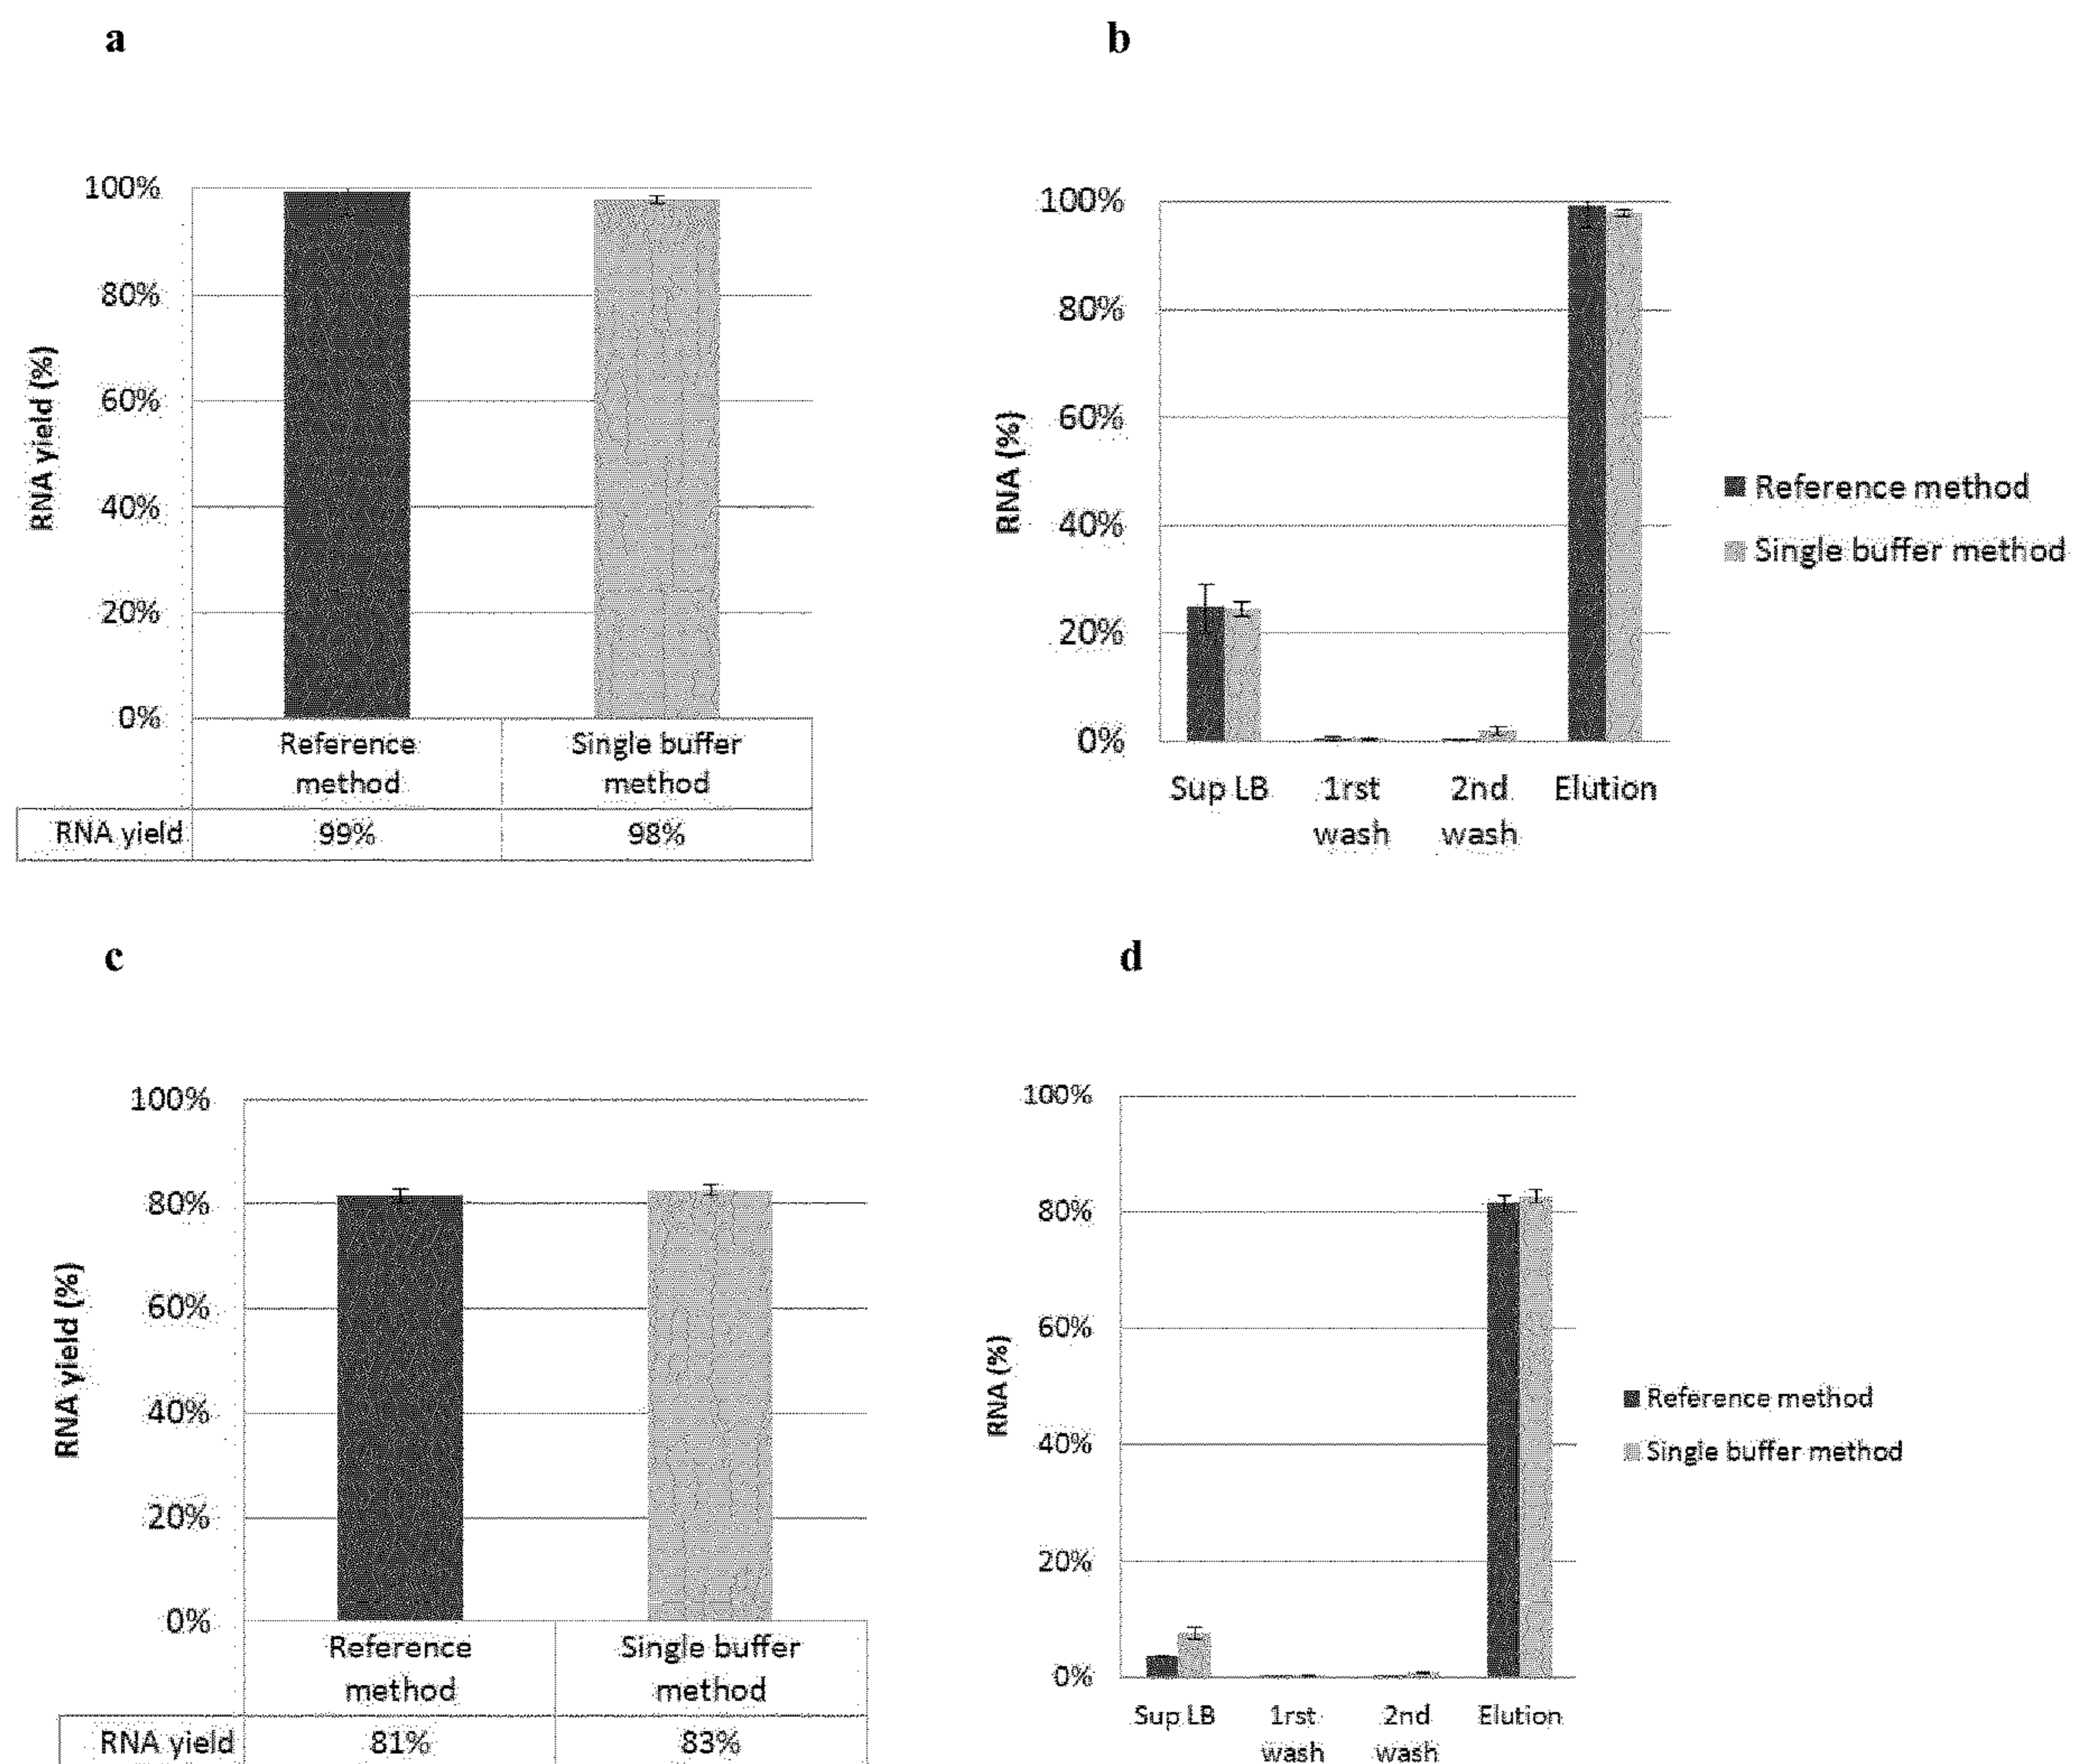 a
b
100%
80%
60%
40%
20%
0%
RNA yield (%)
Reference method
Single buffer method
RNA yield 99% 98%
100%
80%
60%
40%
20%
0%
RNA (%)
Sup LB
1rst wash
2nd wash
Elution
Reference method
Single buffer method
c
d
100%
80%
60%
40%
20%
0%
RNA yield (%)
Reference method
Single buffer method
RNA yield 81% 83%
100%
80%
60%
40%
20%
0%
RNA (%)
Sup LB
1rst wash
2nd wash
Elution
Reference method
Single buffer method